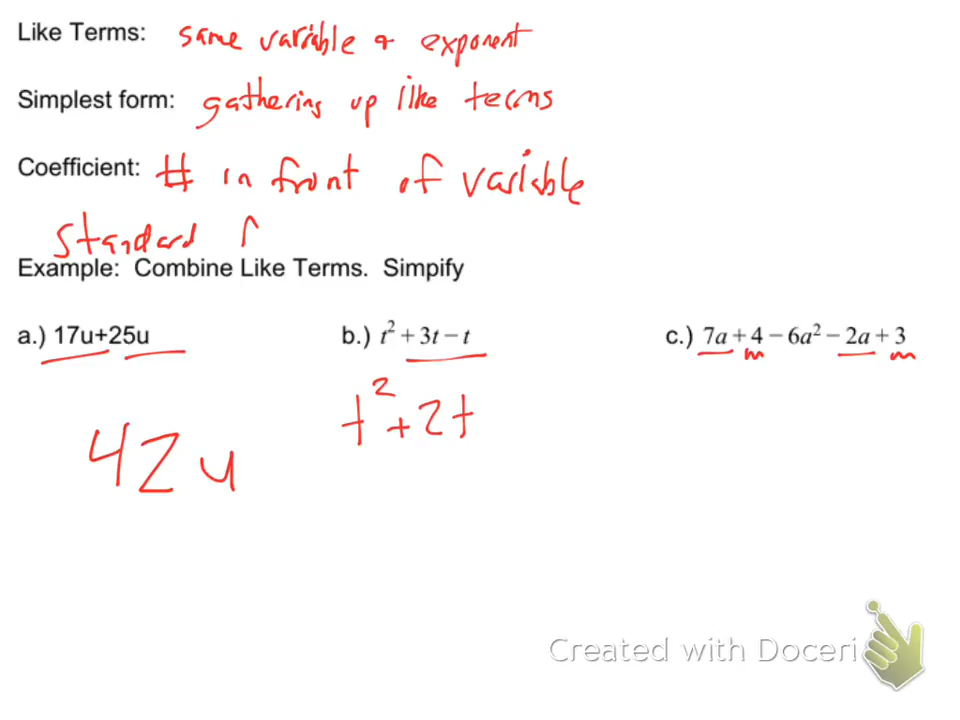 Like Terms: same variable & exponent
Simplest form: gathering up like terms
Coefficient: # in front of variable
standard f
Example: Combine Like Terms. Simpify
a.) 17u+25u b.) t² + 3t − t c.) 7a + 4 − 6a² − 2a + 3
42u t² + 2t
Created with Doceri